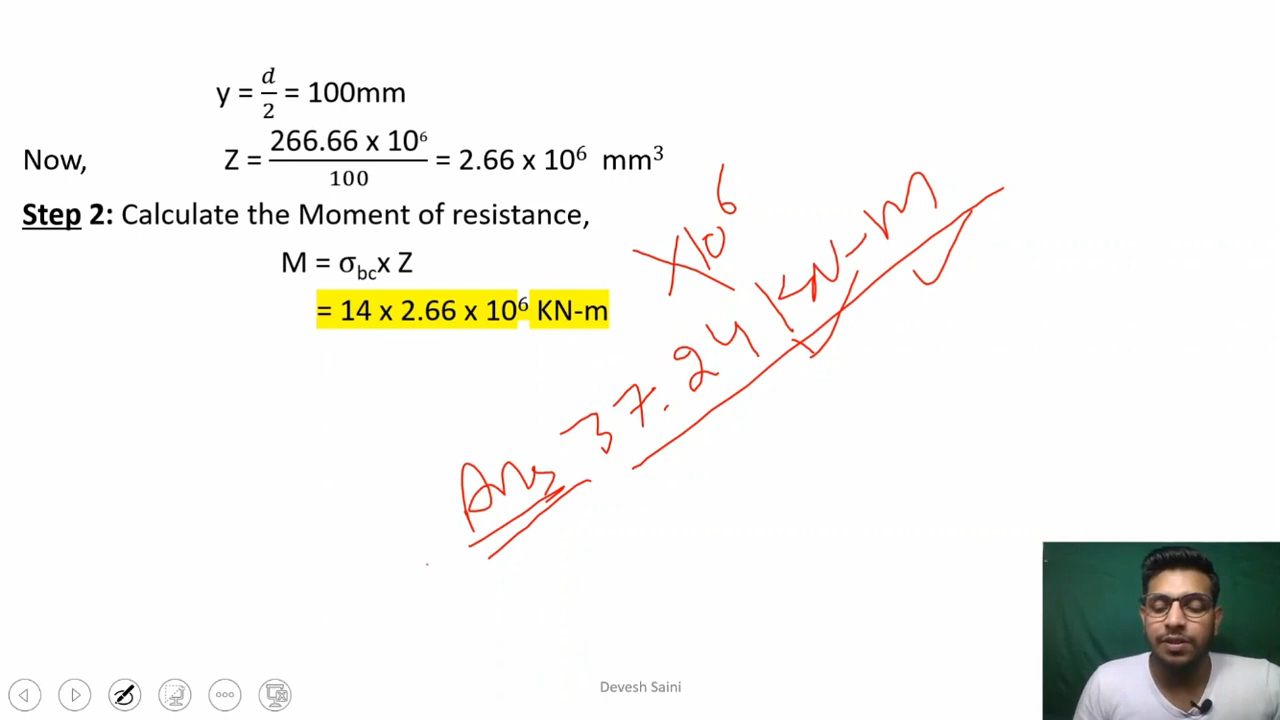 y = d/2 = 100mm
Now, Z = 266.66 x 10⁶/100 = 2.66 x 10⁶ mm³
Step 2: Calculate the Moment of resistance,
M = σbc x Z
= 14 x 2.66 x 10⁶ KN-m
X10⁶
Ans 37.24 KN-m
Devesh Saini